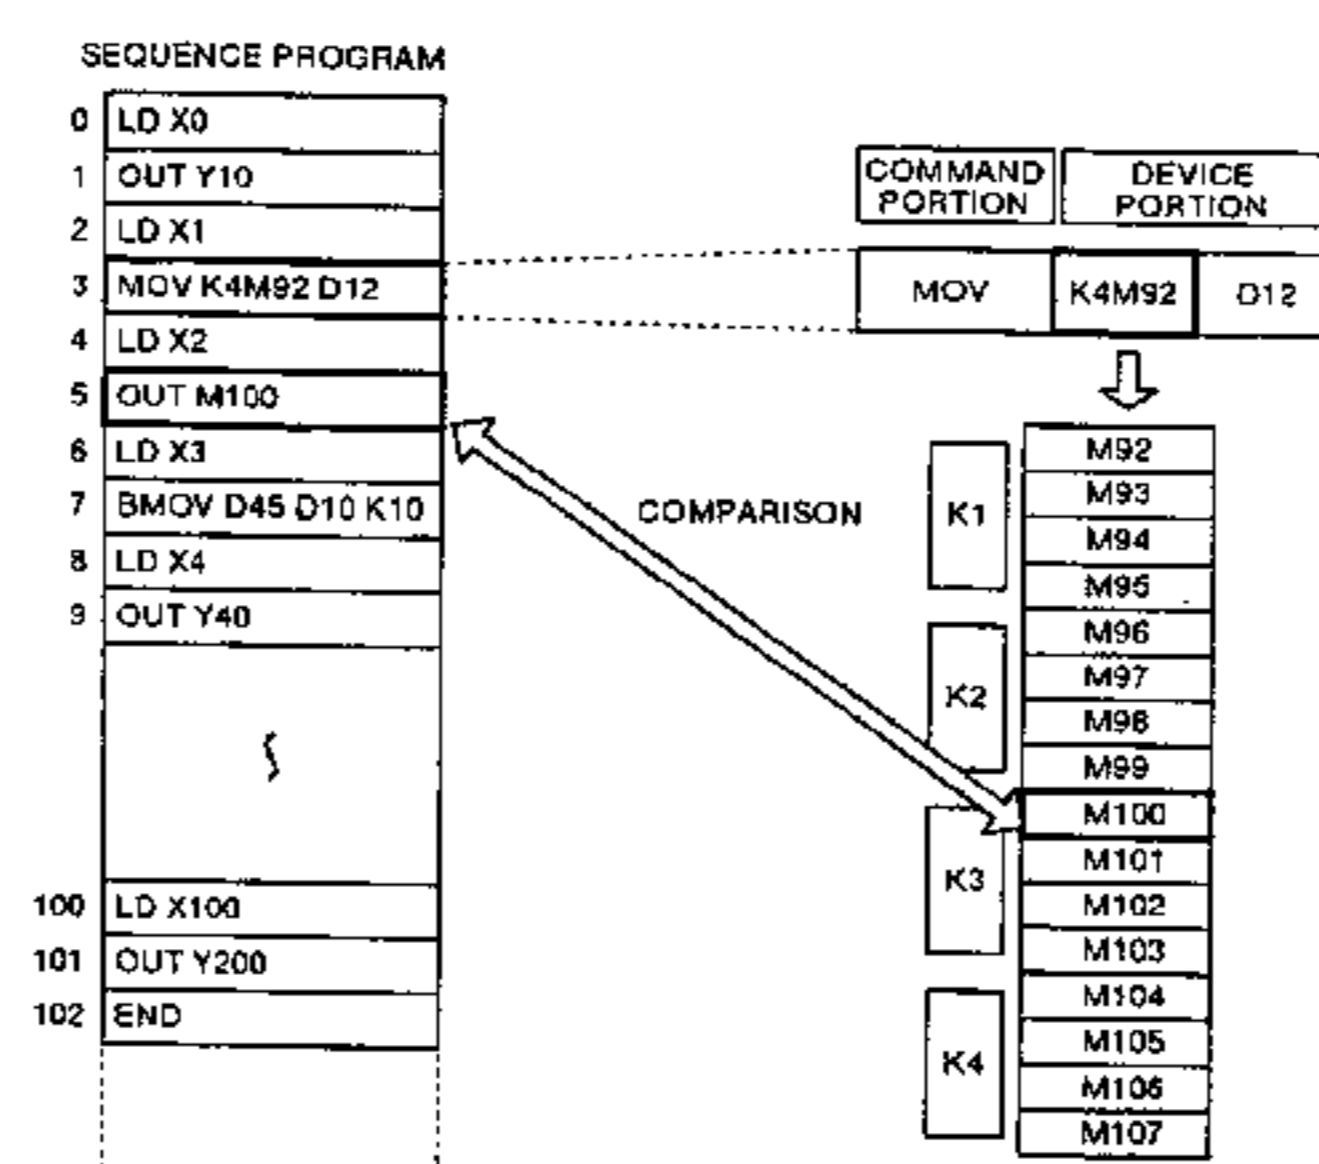 SEQUENCE PROGRAM
0 LD X0
1 OUT Y10
2 LD X1
3 MOV K4M92 D12
4 LD X2
5 OUT M100
6 LD X3
7 BMOV D45 D10 K10
8 LD X4
9 OUT Y40
100 LD X100
101 OUT Y200
102 END
COMMAND PORTION
DEVICE PORTION
MOV K4M92 D12
COMPARISON
K1
M92
M93
M94
M95
K2
M96
M97
M98
M99
K3
M100
M101
M102
M103
K4
M104
M105
M106
M107